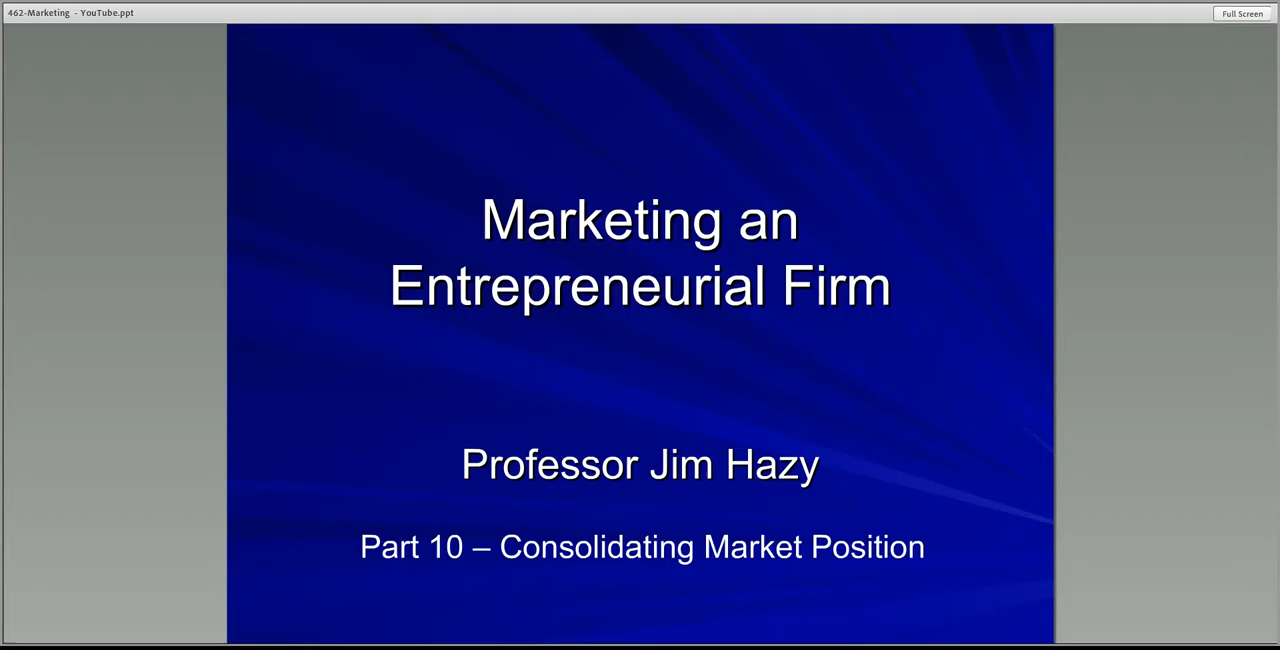 462-Marketing - YouTube.ppt
Full Screen
Marketing an
Entrepreneurial Firm
Professor Jim Hazy
Part 10 – Consolidating Market Position